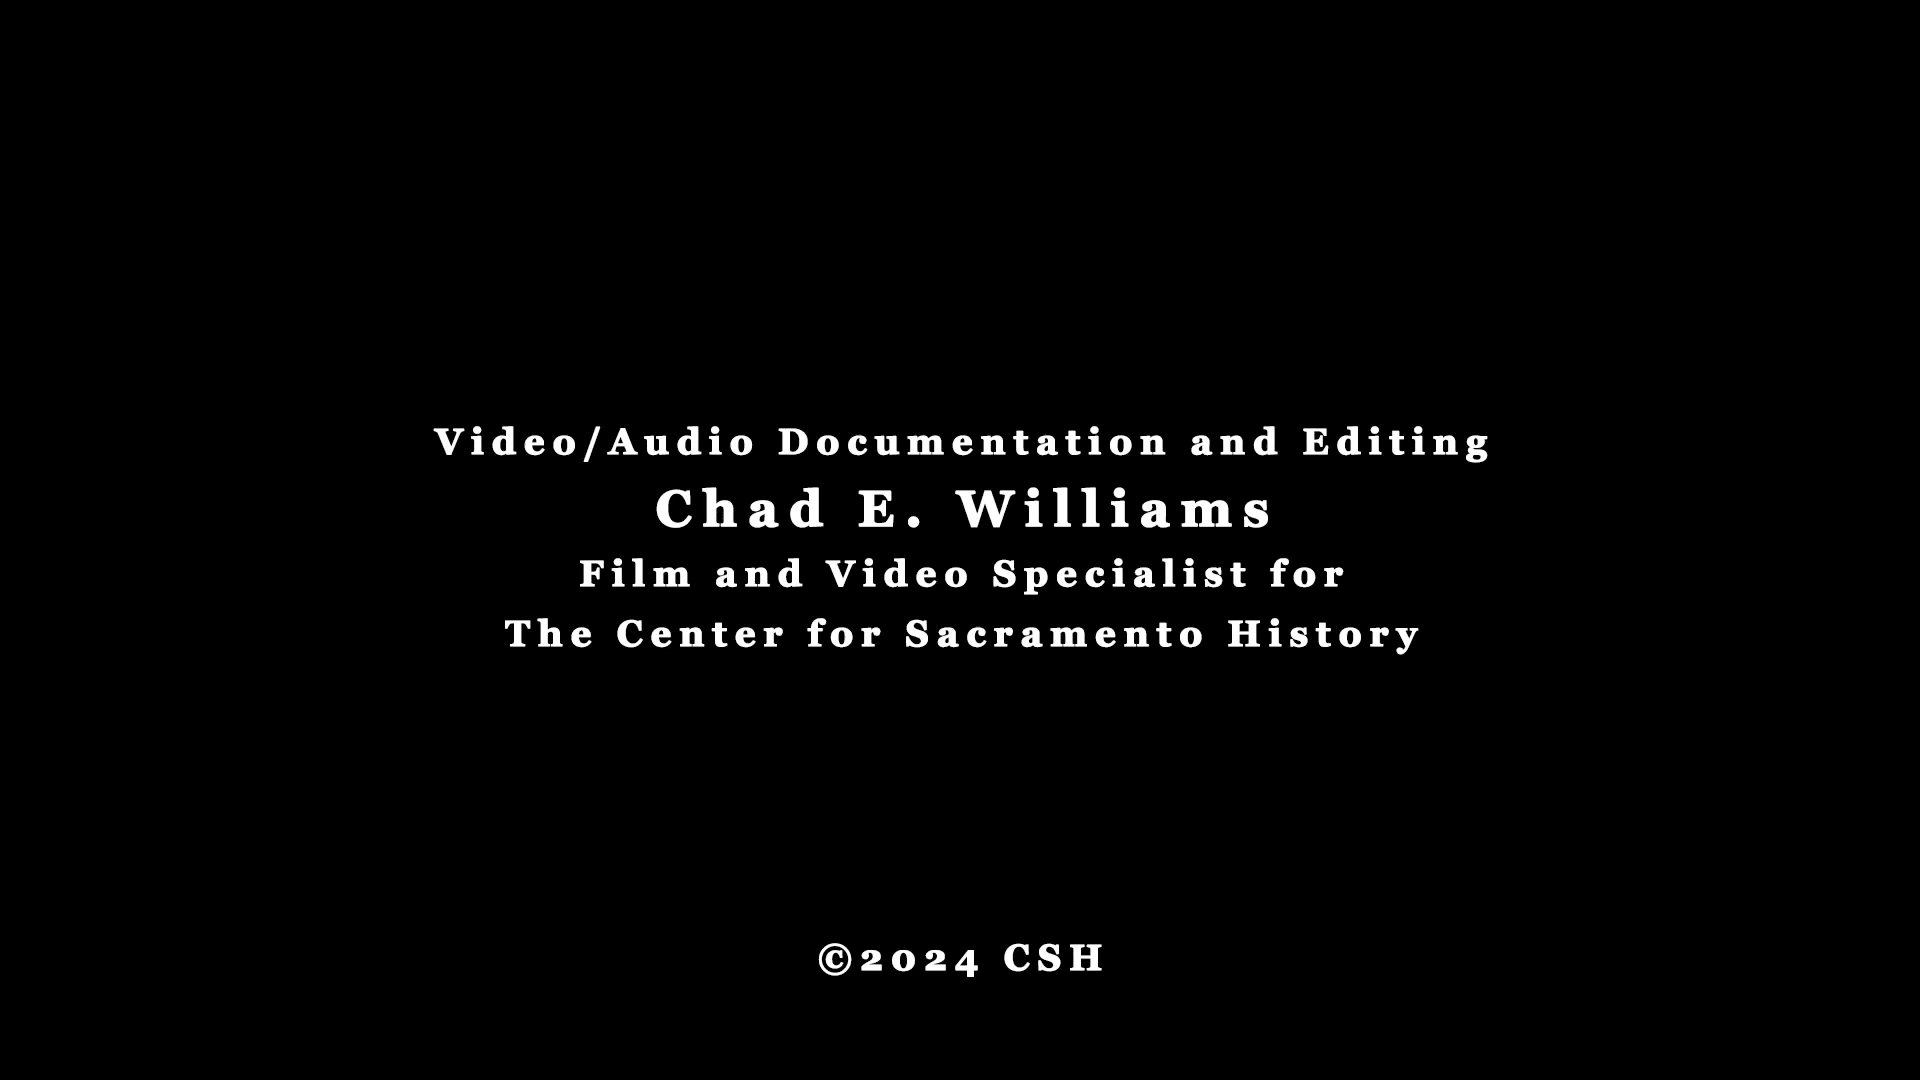 Video/Audio Documentation and Editing
Chad E. Williams
Film and Video Specialist for
The Center for Sacramento History
©2024 CSH